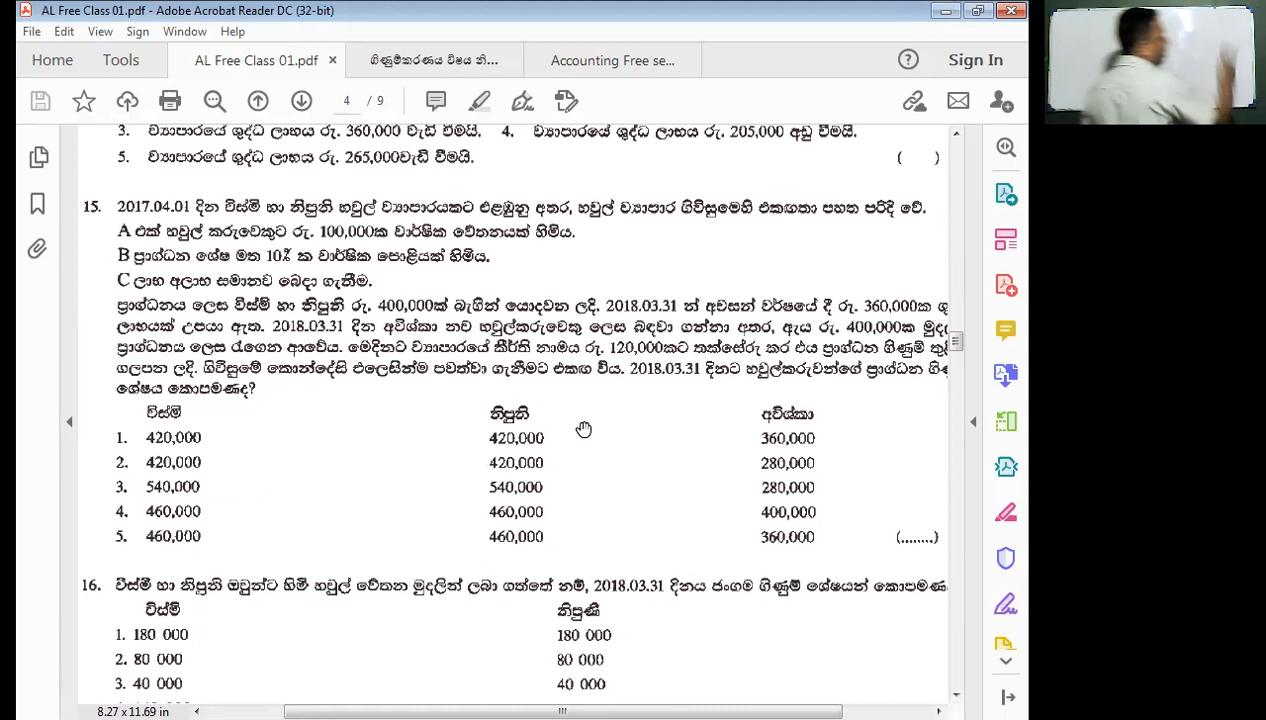 AL Free Class 01.pdf - Adobe Acrobat Reader DC (32-bit)
File Edit View Sign Window Help
Home Tools AL Free Class 01.pdf × ගිණුම්කරණය විෂය නි... Accounting Free se... Sign In
4 / 9
3. ව්‍යාපාරයේ ශුද්ධ ලාභය රු. 360,000 වැඩි වීමයි. 4. ව්‍යාපාරයේ ශුද්ධ ලාභය රු. 205,000 අඩු වීමයි.
5. ව්‍යාපාරයේ ශුද්ධ ලාභය රු. 265,000වැඩි වීමයි. ( )
15. 2017.04.01 දින විස්මි හා නිපුනි හවුල් ව්‍යාපාරයකට එළඹුනු අතර, හවුල් ව්‍යාපාර ගිවිසුමෙහි එකඟතා පහත පරිදි වේ.
A එක් හවුල් කරුවෙකුට රු. 100,000ක වාර්ෂික වේතනයක් හිමිය.
B ප්‍රාග්ධන ශේෂ මත 10% ක වාර්ෂික පොළියක් හිමිය.
C ලාභ අලාභ සමානව බෙදා ගැනීම.
ප්‍රාග්ධනය ලෙස විස්මි හා නිපුනි රු. 400,000ක් බැගින් යොදවන ලදි. 2018.03.31 න් අවසන් වර්ෂයේ දී රු. 360,000ක
ලාභයක් උපයා ඇත. 2018.03.31 දින අවිශ්කා නව හවුල්කරුවෙකු ලෙස බඳවා ගන්නා අතර, ඇය රු. 400,000ක
ප්‍රාග්ධනය ලෙස රැගෙන ආවේය. මෙදිනට ව්‍යාපාරයේ කීර්ති නාමය රු. 120,000කට තක්සේරු කර එය ප්‍රාග්ධන ගිණුම්
ගලපන ලදි. ගිවිසුමේ කොන්දේසි එලෙසින්ම පවත්වා ගැනීමට එකඟ විය. 2018.03.31 දිනට හවුල්කරුවන්ගේ ප්‍රාග්ධන
ශේෂය කොපමණද?
විස්මි නිපුනි අවිශ්කා
1. 420,000 420,000 360,000
2. 420,000 420,000 280,000
3. 540,000 540,000 280,000
4. 460,000 460,000 400,000
5. 460,000 460,000 360,000 (........)
16. විස්මි හා නිපුනි ඔවුන්ට හිමි හවුල් වේතන මුදලින් ලබා ගත්තේ නම්, 2018.03.31 දිනය ජංගම ගිණුම් ශේෂයන්
විස්මි නිපුණි
1. 180 000 180 000
2. 80 000 80 000
3. 40 000 40 000
8.27 x 11.69 in